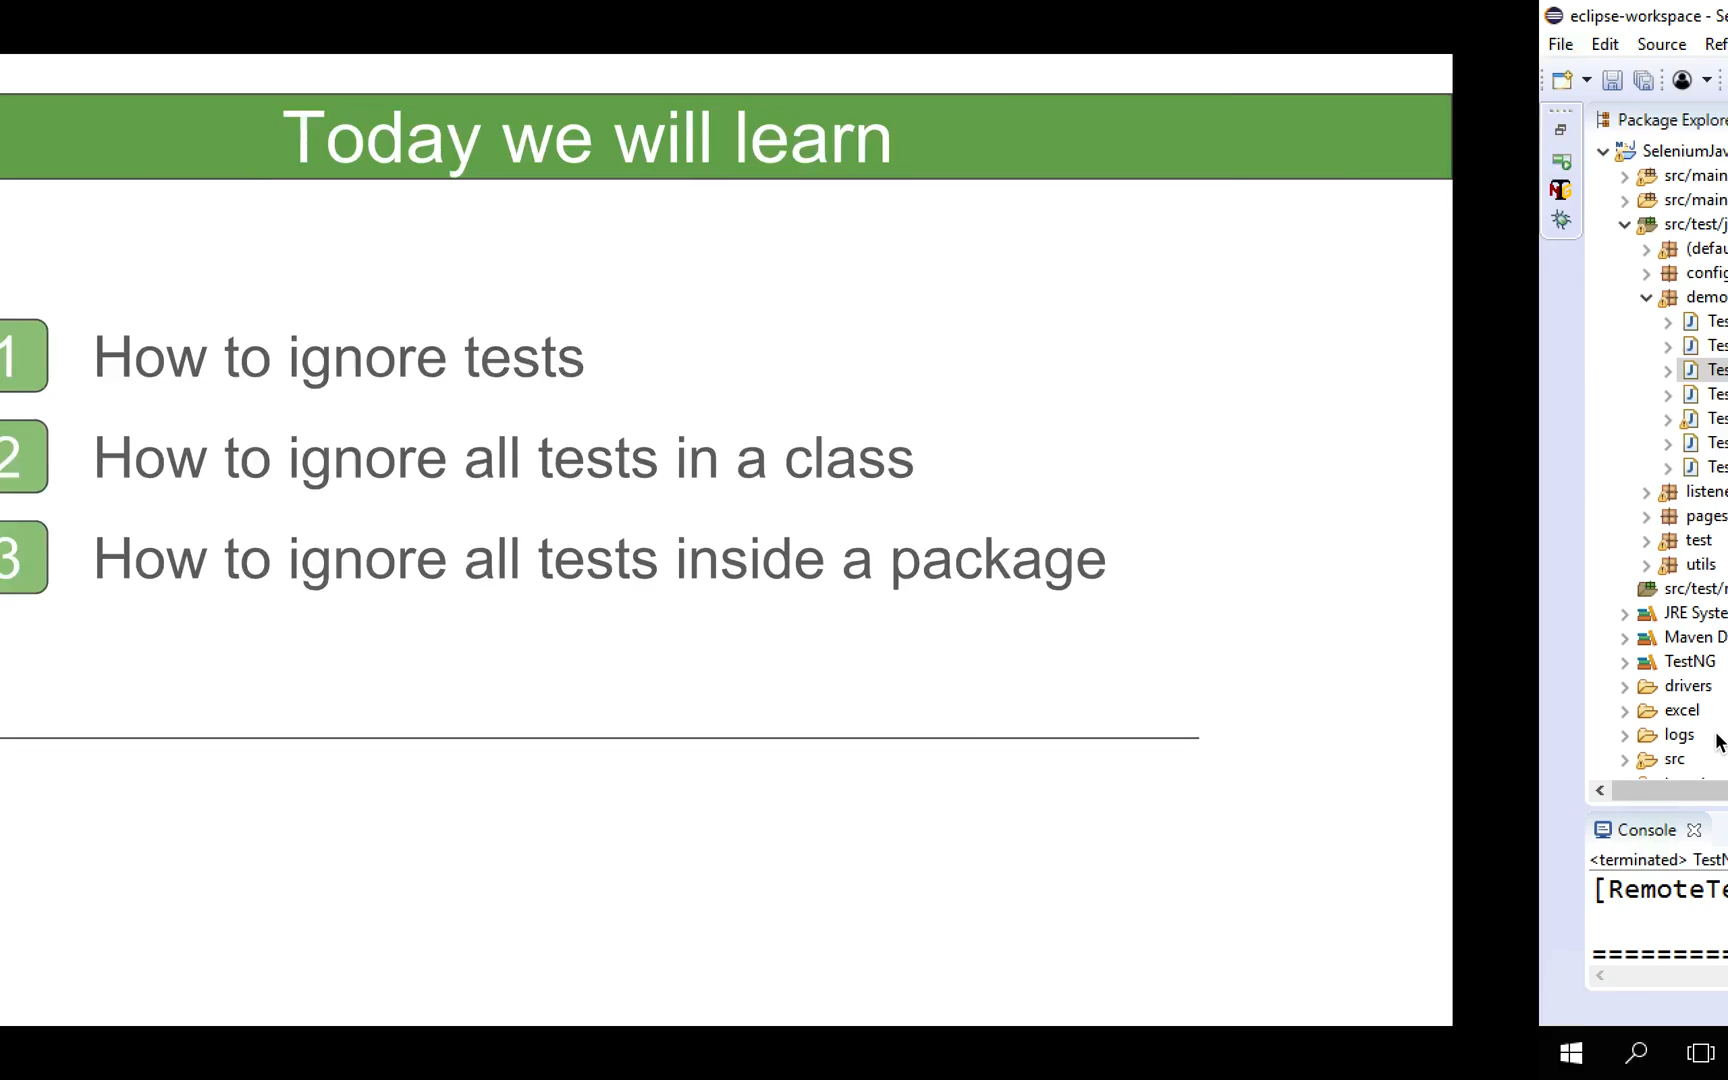 Today we will learn
1 How to ignore tests
2 How to ignore all tests in a class
3 How to ignore all tests inside a package
eclipse-workspace - Se
File Edit Source Ref
Package Explore
SeleniumJav
src/main
src/main
src/test/j
(defau
config
demo
Tes
Tes
Tes
Tes
Tes
Tes
Tes
listene
pages
test
utils
src/test/r
JRE Syste
Maven D
TestNG
drivers
excel
logs
src
Console
<terminated> TestN
[RemoteTe
==========